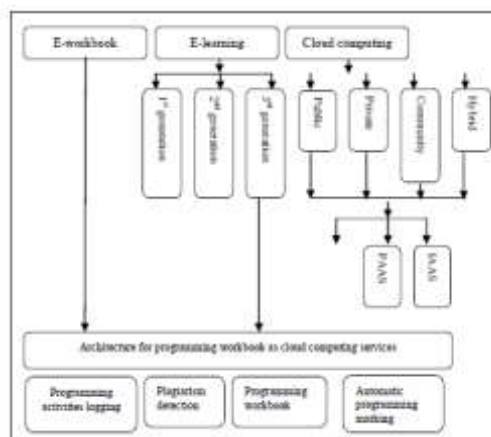 E-workbook
E-learning
Cloud computing
1st generation
2nd generation
3rd generation
Public
Private
Community
Hybrid
PAAS
SAAS
Architecture for programming workbook as cloud computing services
Programming
activities logging
Plagiarism
detection
Programming
workbook
Automatic
programming
marking